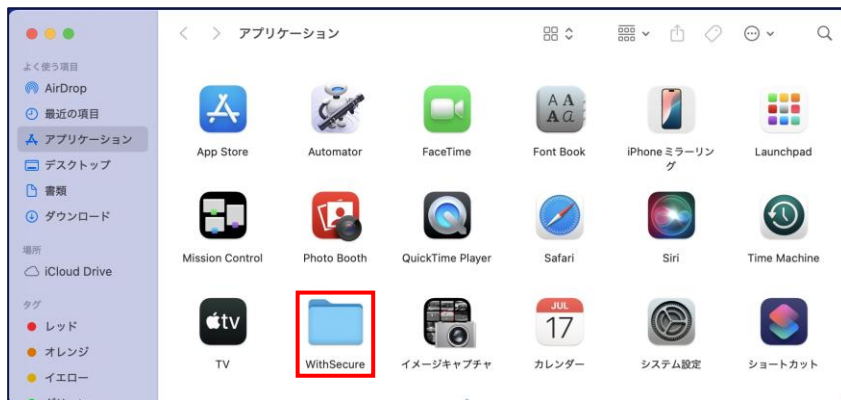 アプリケーション
よく使う項目
AirDrop
最近の項目
アプリケーション
デスクトップ
書類
ダウンロード
場所
iCloud Drive
タグ
レッド
オレンジ
イエロー
App Store
Automator
FaceTime
A A
A a
Font Book
iPhone ミラーリン
グ
Launchpad
Mission Control
Photo Booth
QuickTime Player
Safari
Siri
Time Machine
tv
TV
WithSecure
イメージキャプチャ
JUL
17
カレンダー
システム設定
ショートカット